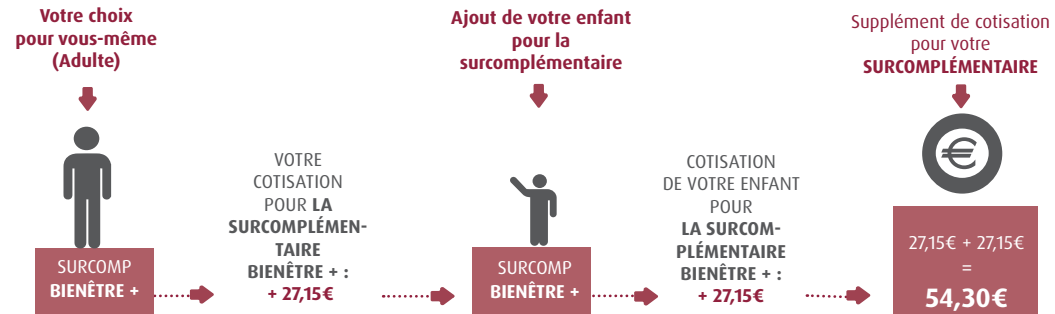 Votre choix
pour vous-même
(Adulte)
SURCOMP
BIENÊTRE +
VOTRE
COTISATION
POUR LA
SURCOMPLÉMEN-
TAIRE
BIENÊTRE + :
+ 27,15€
Ajout de votre enfant
pour la
surcomplémentaire
SURCOMP
BIENÊTRE +
COTISATION
DE VOTRE ENFANT
POUR
LA SURCOM-
PLÉMENTAIRE
BIENÊTRE + :
+ 27,15€
Supplément de cotisation
pour votre
SURCOMPLÉMENTAIRE
€
27,15€ + 27,15€
=
54,30€